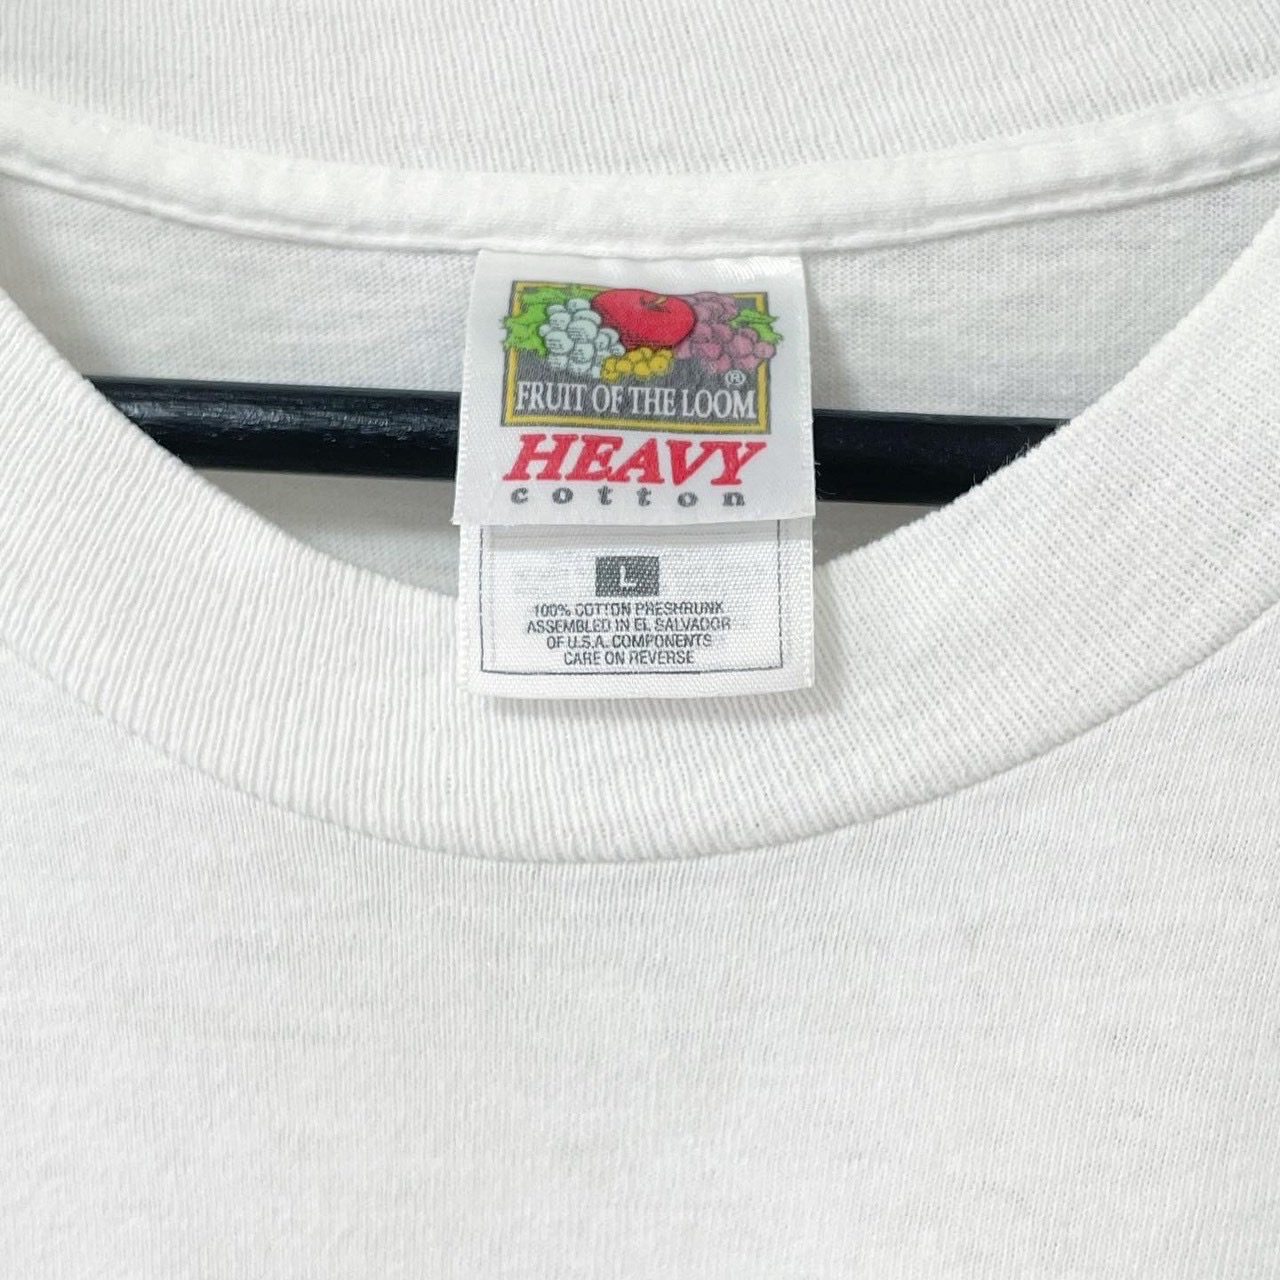 ®
FRUIT OF THE LOOM
HEAVY
cotton
L
100% COTTON PRESHRUNK
ASSEMBLED IN EL SALVADOR
OF U.S.A. COMPONENTS
CARE ON REVERSE